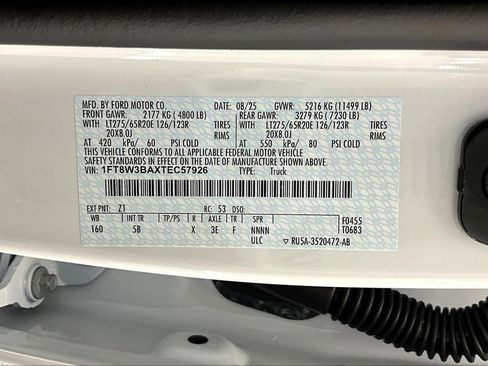 MFD. BY FORD MOTOR CO. 08/25 GVWR: 5216 KG (11499 LB)
FRONT GAWR: 2177 KG (4800 LB) REAR GAWR: 3279 KG (7230 LB)
WITH LT275/65R20E 126/123R TIRES WITH LT275/65R20E 126/123R TIRES
20X8.0J RIMS 20X8.0J RIMS
AT 420 kPa/ 60 PSI COLD AT 550 kPa/ 80 PSI COLD
THIS VEHICLE CONFORMS TO ALL APPLICABLE FEDERAL MOTOR VEHICLE SAFETY STANDARDS IN EFFECT ON THE DATE OF MANUFACTURE SHOWN ABOVE.
VIN: 1FT8W3BAXTEC57926 TYPE: Truck
EXT PNT: Z1 RC: 53 DSO:
WB INT TR TP/PS R AXLE TR SPR F0455
160 5B X 3E F NNNN T0683
ULC ▽ RU5A-3520472-AB